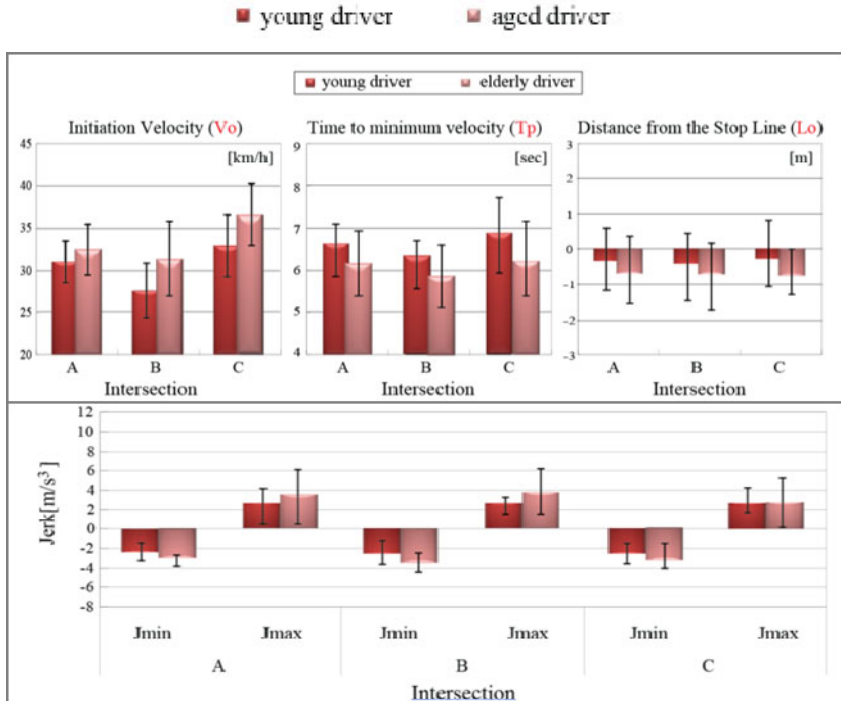 young driver aged driver
young driver elderly driver
Initiation Velocity (Vo)
[km/h]
45
40
35
30
25
20
A B C
Intersection
Time to minimum velocity (Tp)
[sec]
9
8
7
6
5
4
A B C
Intersection
Distance from the Stop Line (Lo)
[m]
3
2
1
0
-1
-2
-3
A B C
Intersection
Jerk[m/s³]
12
10
8
6
4
2
0
-2
-4
-6
-8
Jmin Jmax Jmin Jmax Jmin Jmax
A B C
Intersection